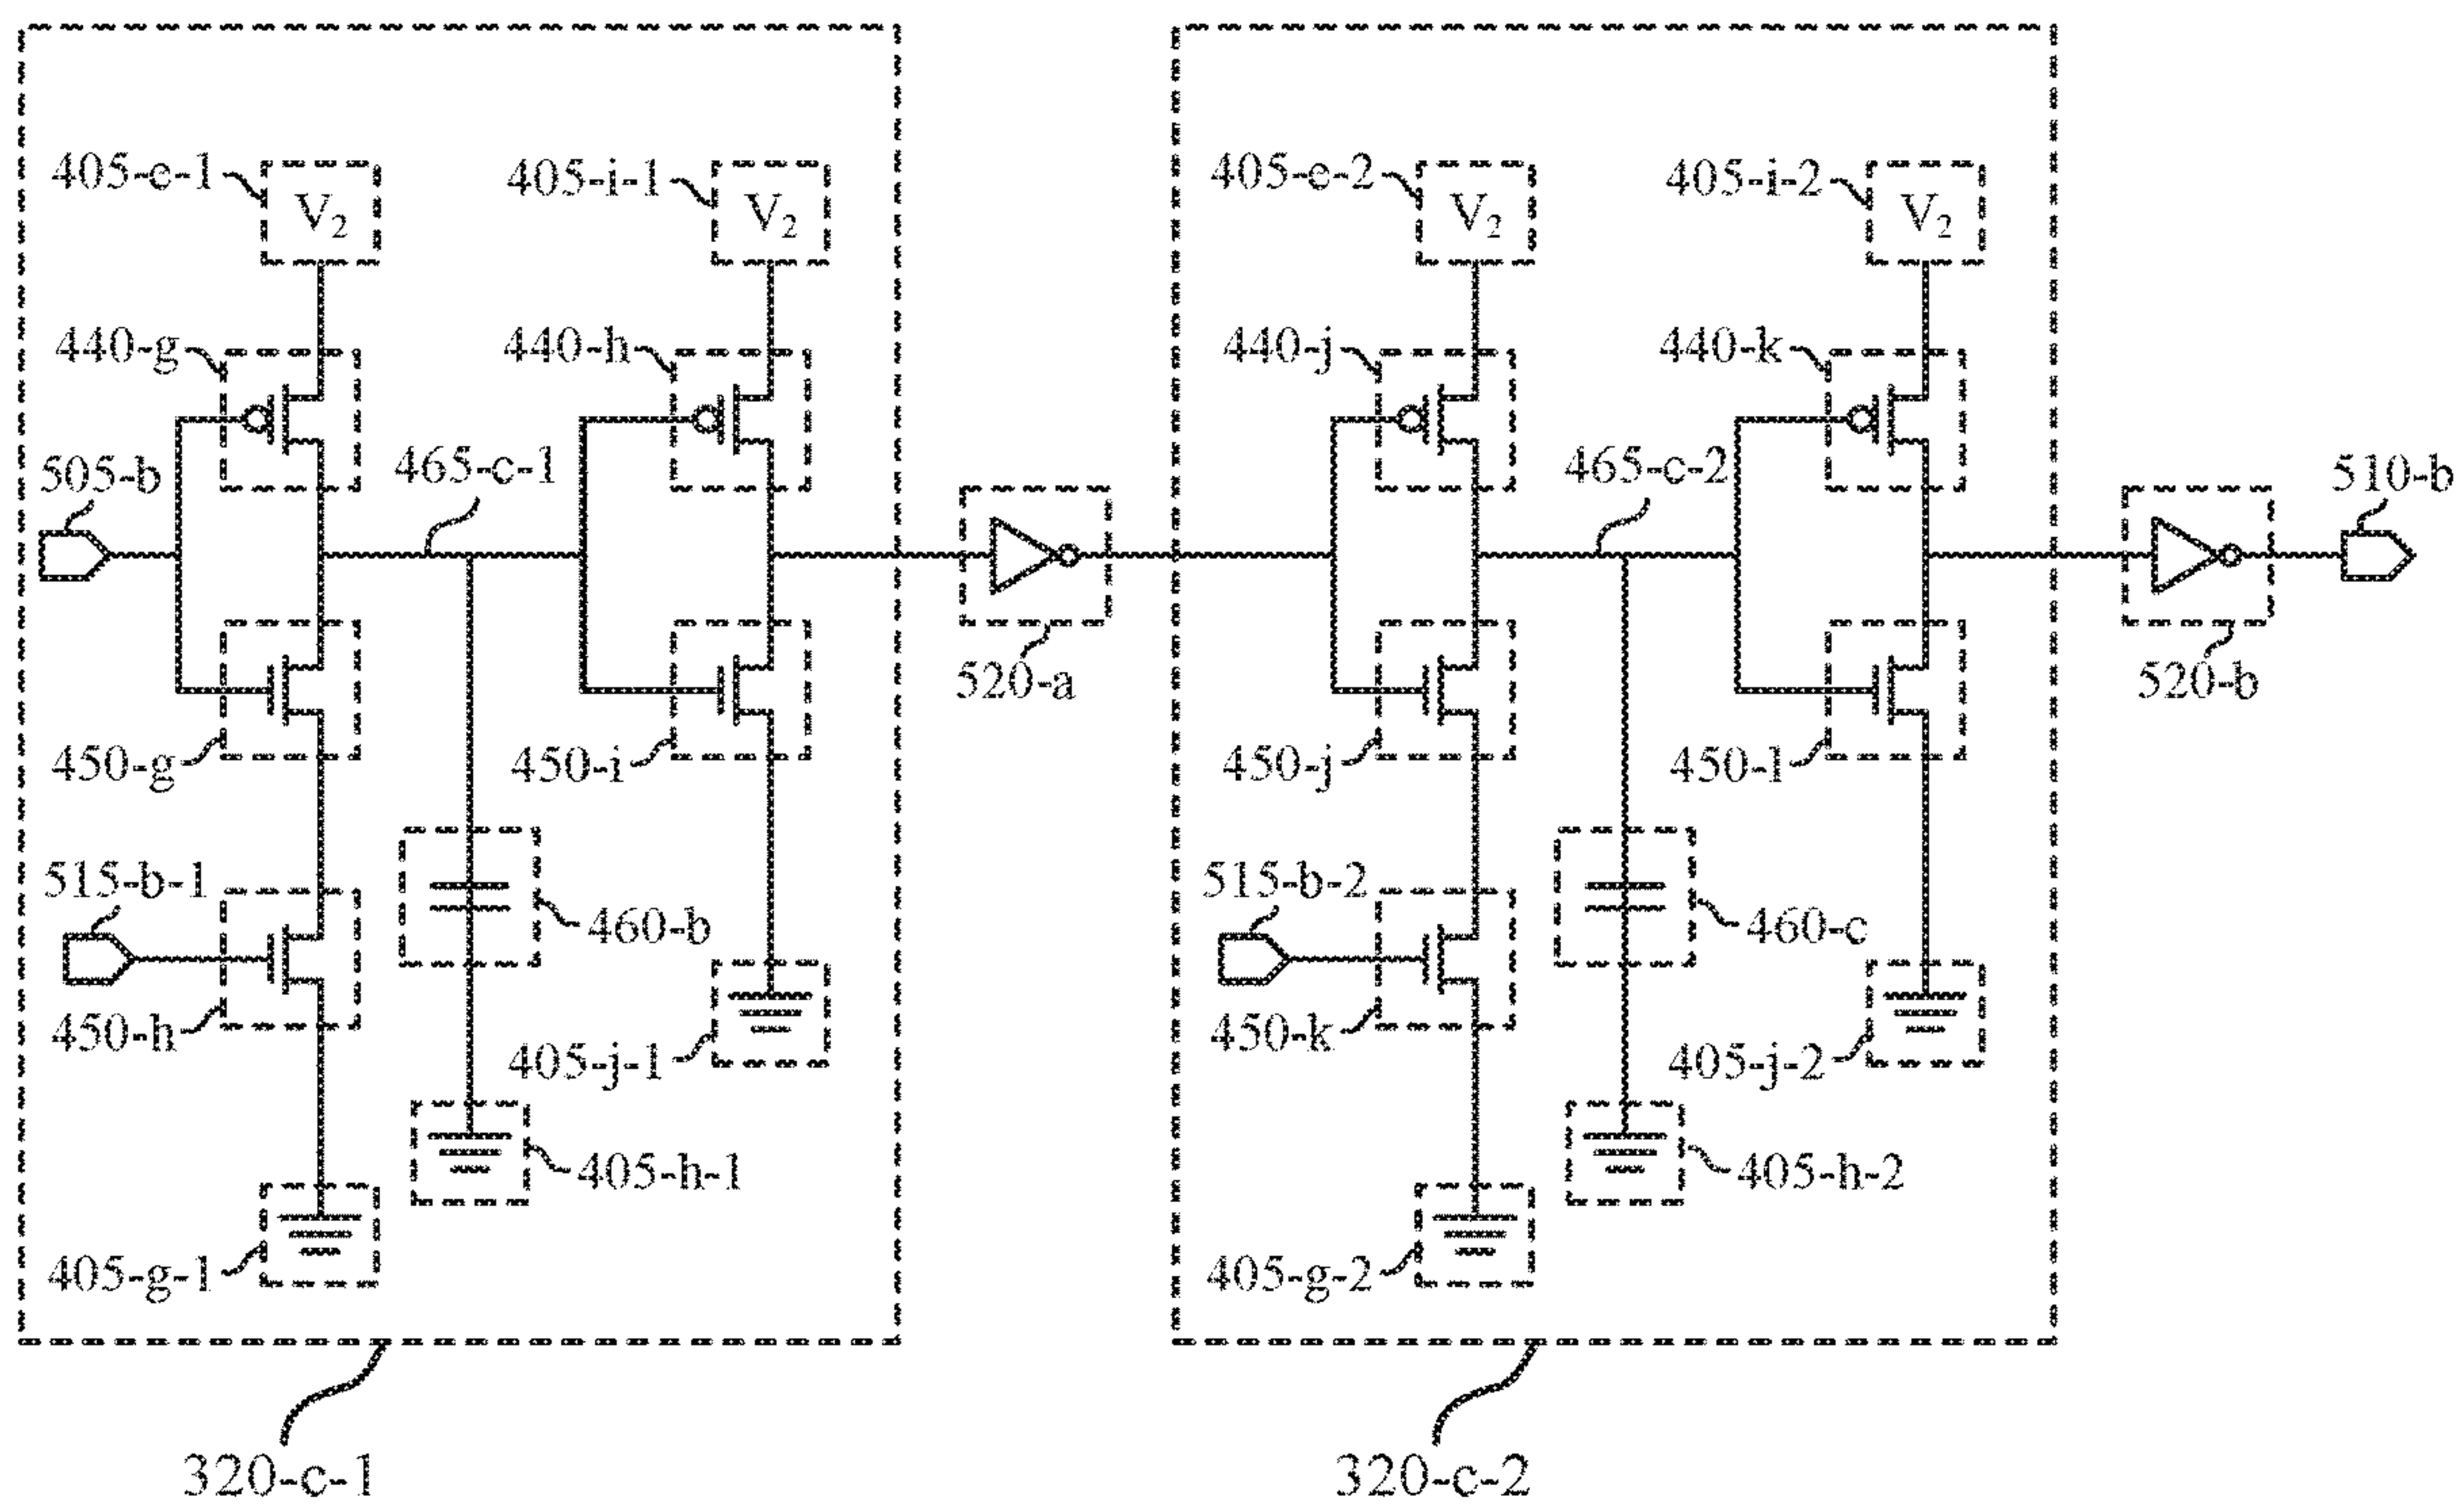 405-e-1
405-i-1
405-e-2
405-i-2
V2
V2
V2
V2
440-g
440-h
440-j
440-k
505-b
465-c-1
465-c-2
510-b
520-a
520-b
450-g
450-i
450-j
450-l
515-b-1
460-b
515-b-2
460-c
450-h
405-j-1
450-k
405-j-2
405-h-1
405-h-2
405-g-1
405-g-2
320-c-1
320-c-2